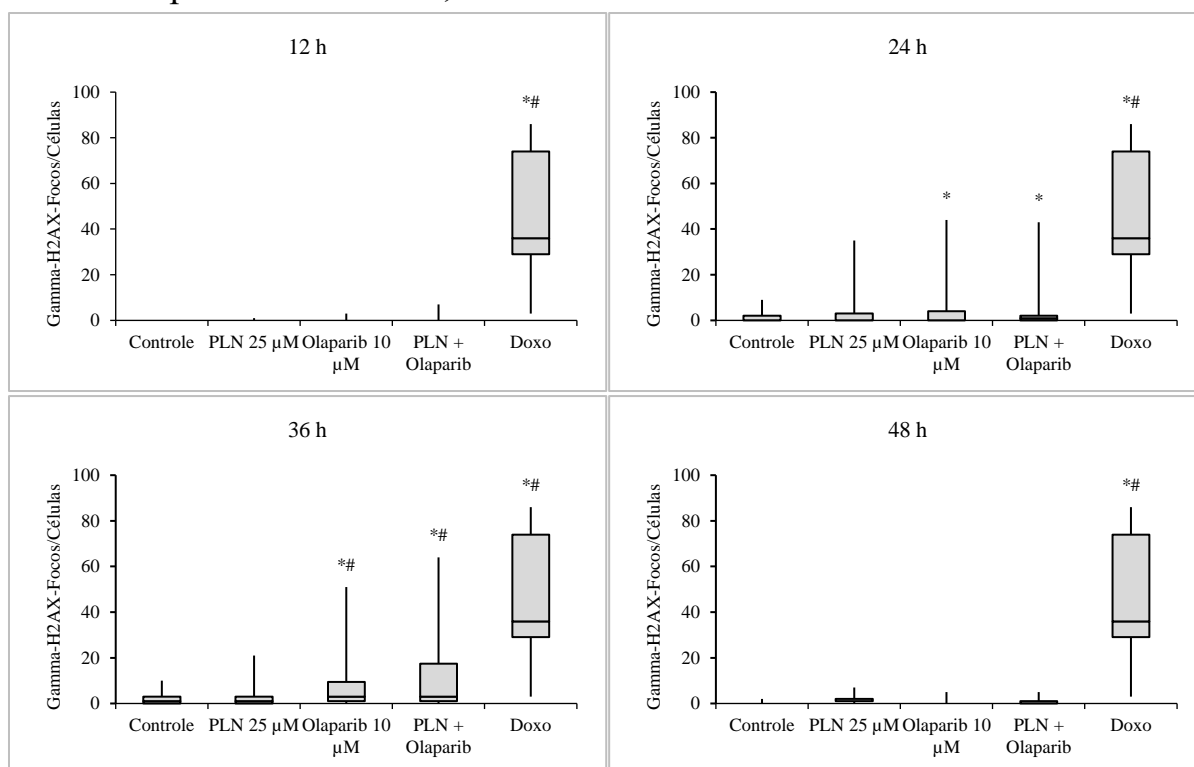 12 h
Gamma-H2AX-Focos/Células
100
80
60
40
20
0
*#
Controle PLN 25 µM Olaparib 10 PLN + Doxo
µM Olaparib
24 h
Gamma-H2AX-Focos/Células
100
80
60
40
20
0
* * *#
Controle PLN 25 µM Olaparib 10 PLN + Doxo
µM Olaparib
36 h
Gamma-H2AX-Focos/Células
100
80
60
40
20
0
*# *# *#
Controle PLN 25 µM Olaparib 10 PLN + Doxo
µM Olaparib
48 h
Gamma-H2AX-Focos/Células
100
80
60
40
20
0
*#
Controle PLN 25 µM Olaparib 10 PLN + Doxo
µM Olaparib